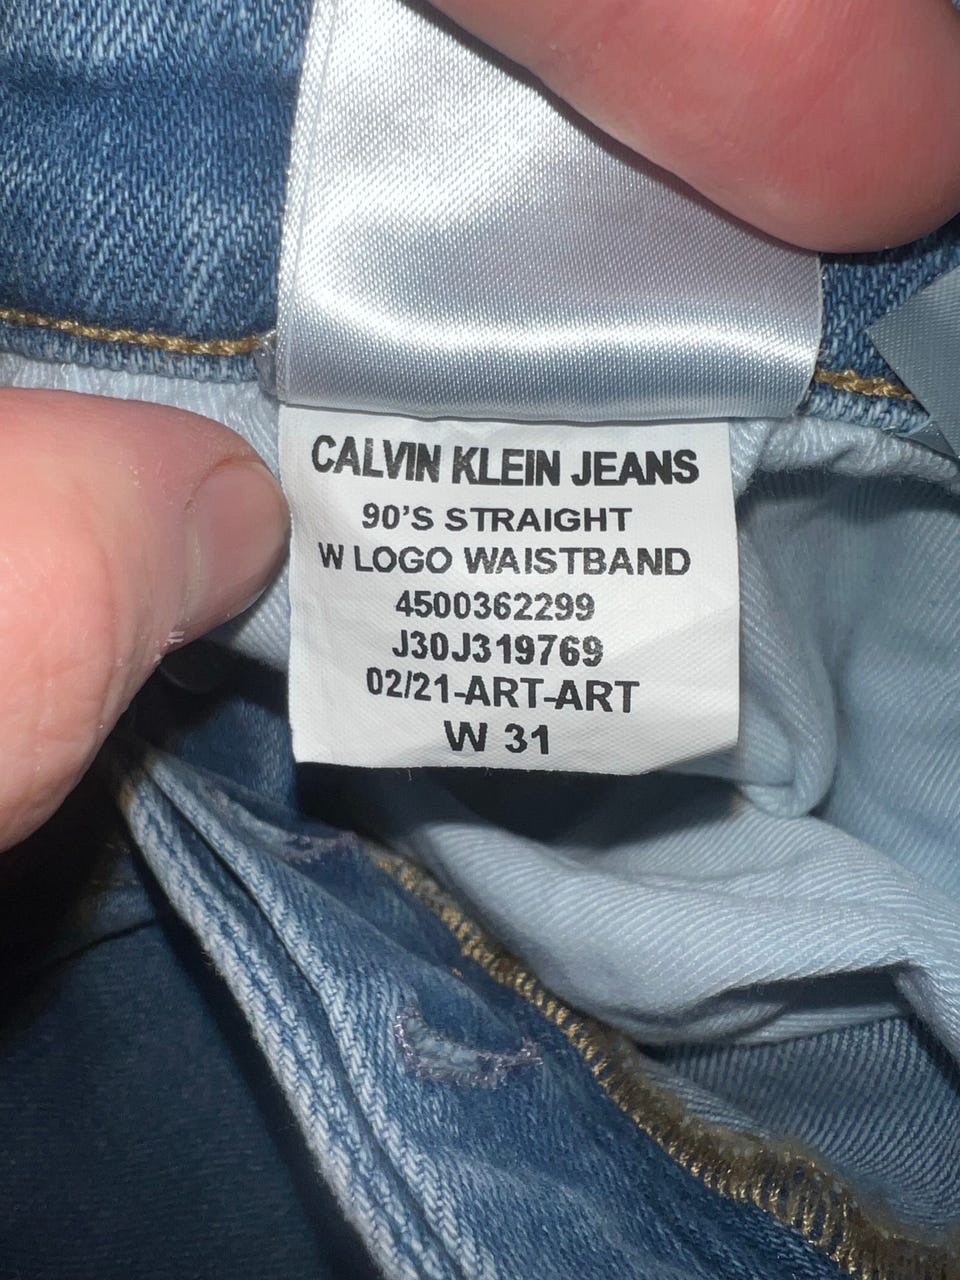 CALVIN KLEIN JEANS
90'S STRAIGHT
W LOGO WAISTBAND
4500362299
J30J319769
02/21-ART-ART
W 31